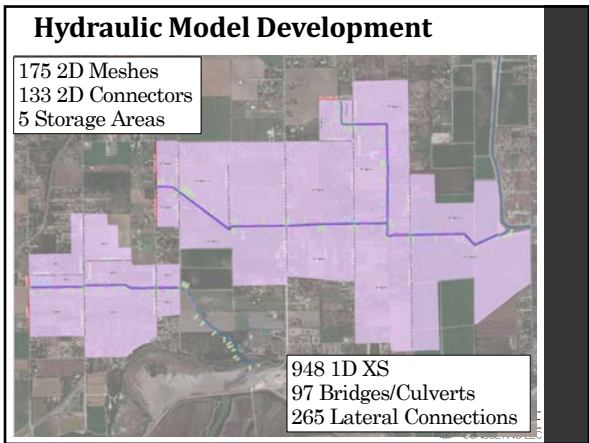 Hydraulic Model Development
175 2D Meshes
133 2D Connectors
5 Storage Areas
948 1D XS
97 Bridges/Culverts
265 Lateral Connections